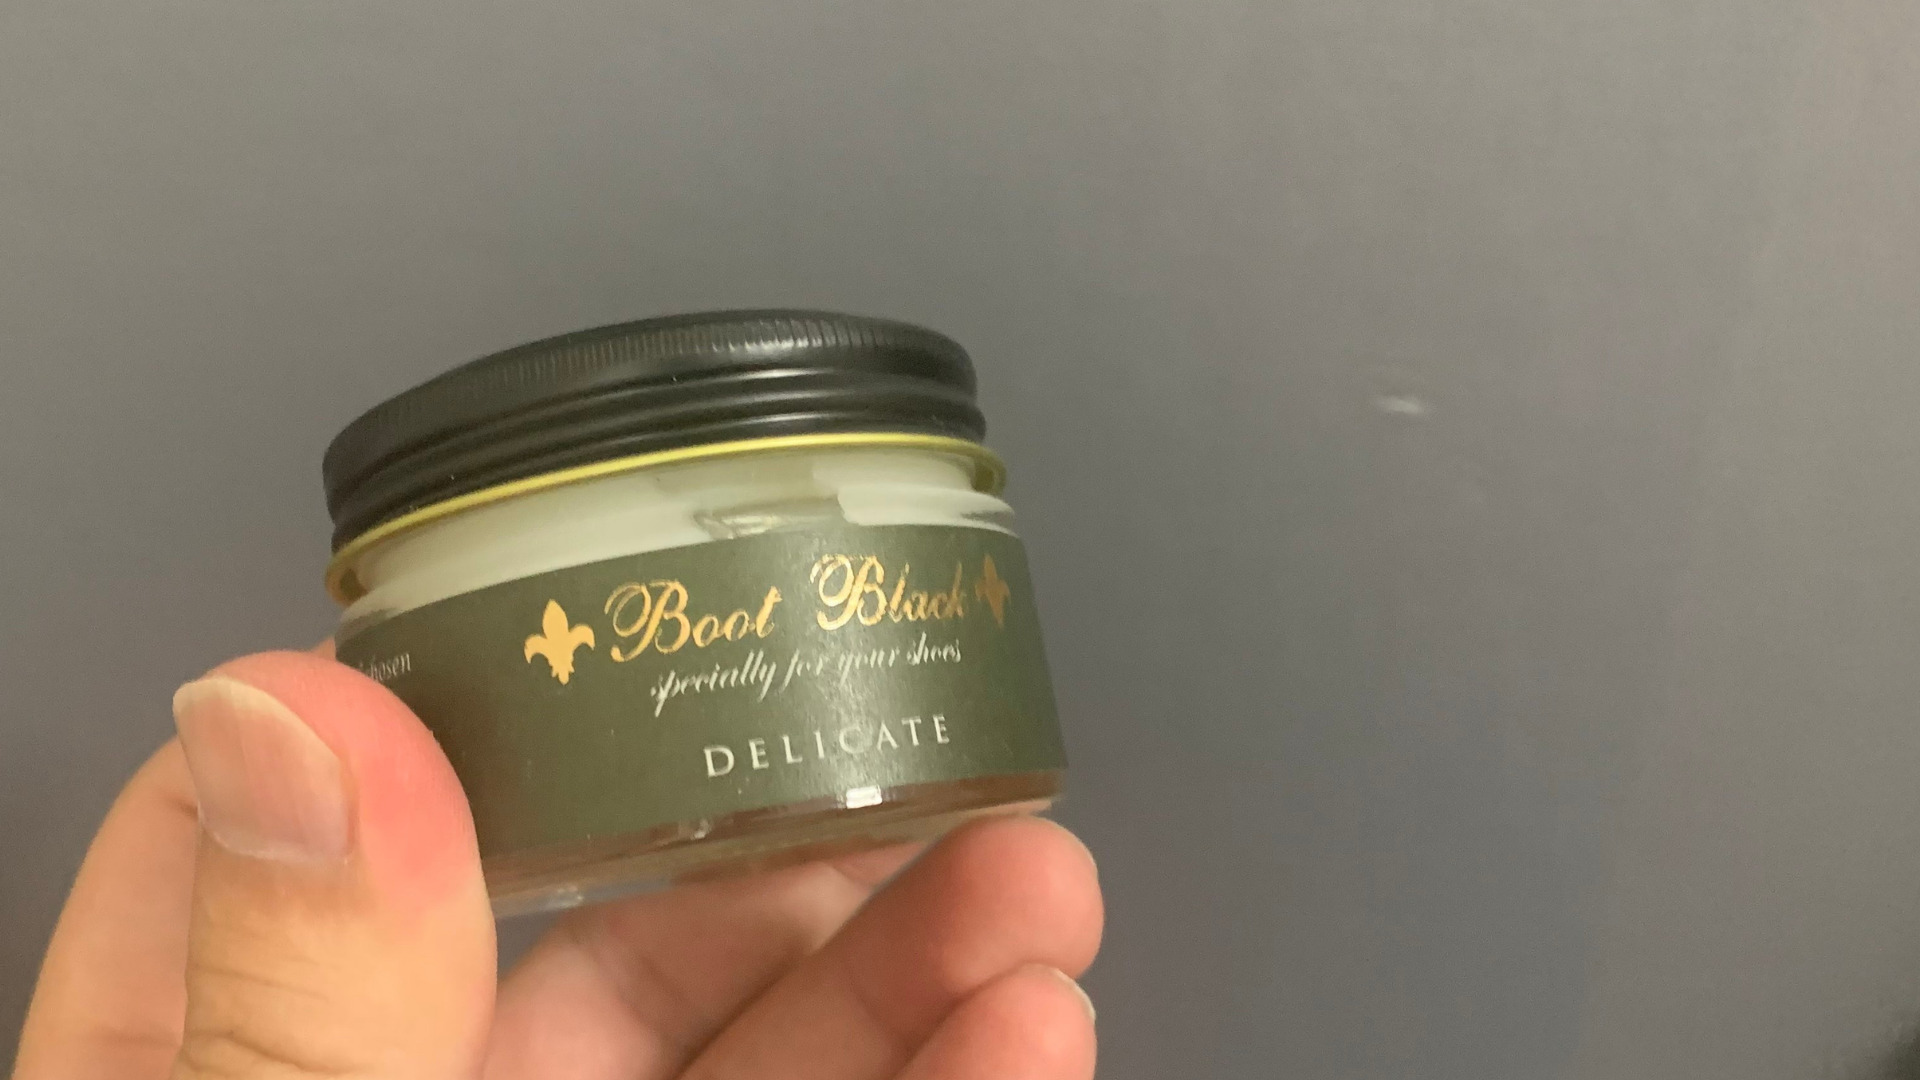 Boot Black
specially for your shoes
DELICATE